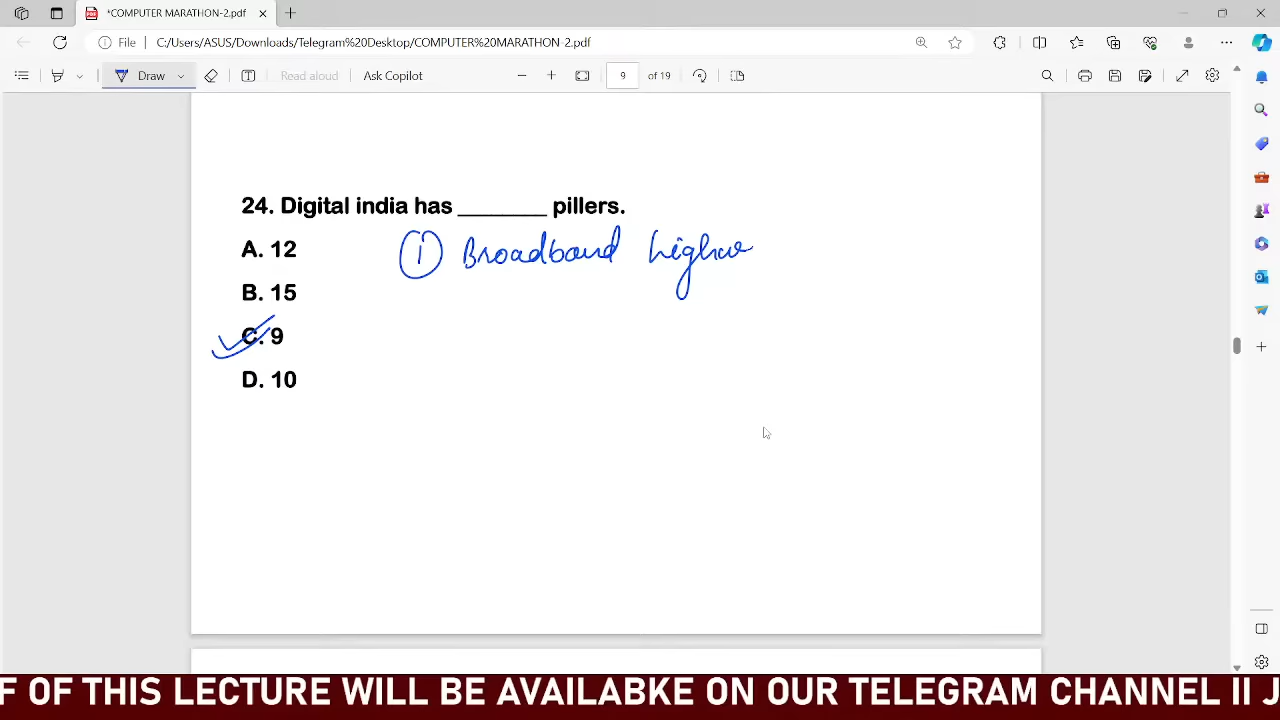 *COMPUTER MARATHON-2.pdf
File C:/Users/ASUS/Downloads/Telegram%20Desktop/COMPUTER%20MARATHON-2.pdf
Draw Read aloud Ask Copilot 9 of 19
24. Digital india has _______ pillers.
A. 12
① Broadband highw
B. 15
C. 9
D. 10
F OF THIS LECTURE WILL BE AVAILABKE ON OUR TELEGRAM CHANNEL II J